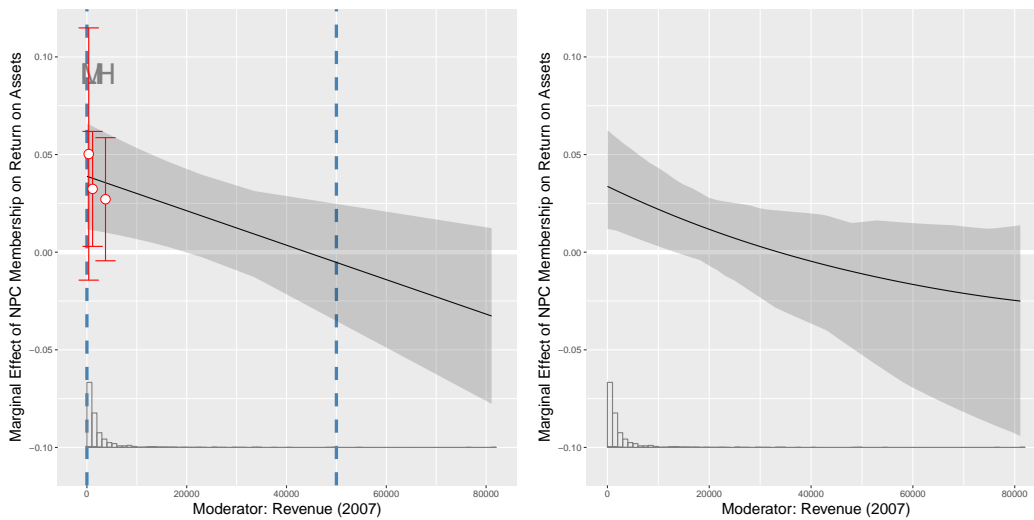 Marginal Effect of NPC Membership on Return on Assets
0.10
0.05
0.00
−0.05
−0.10
L M H
0 20000 40000 60000 80000
Moderator: Revenue (2007)
Marginal Effect of NPC Membership on Return on Assets
0.10
0.05
0.00
−0.05
−0.10
0 20000 40000 60000 80000
Moderator: Revenue (2007)